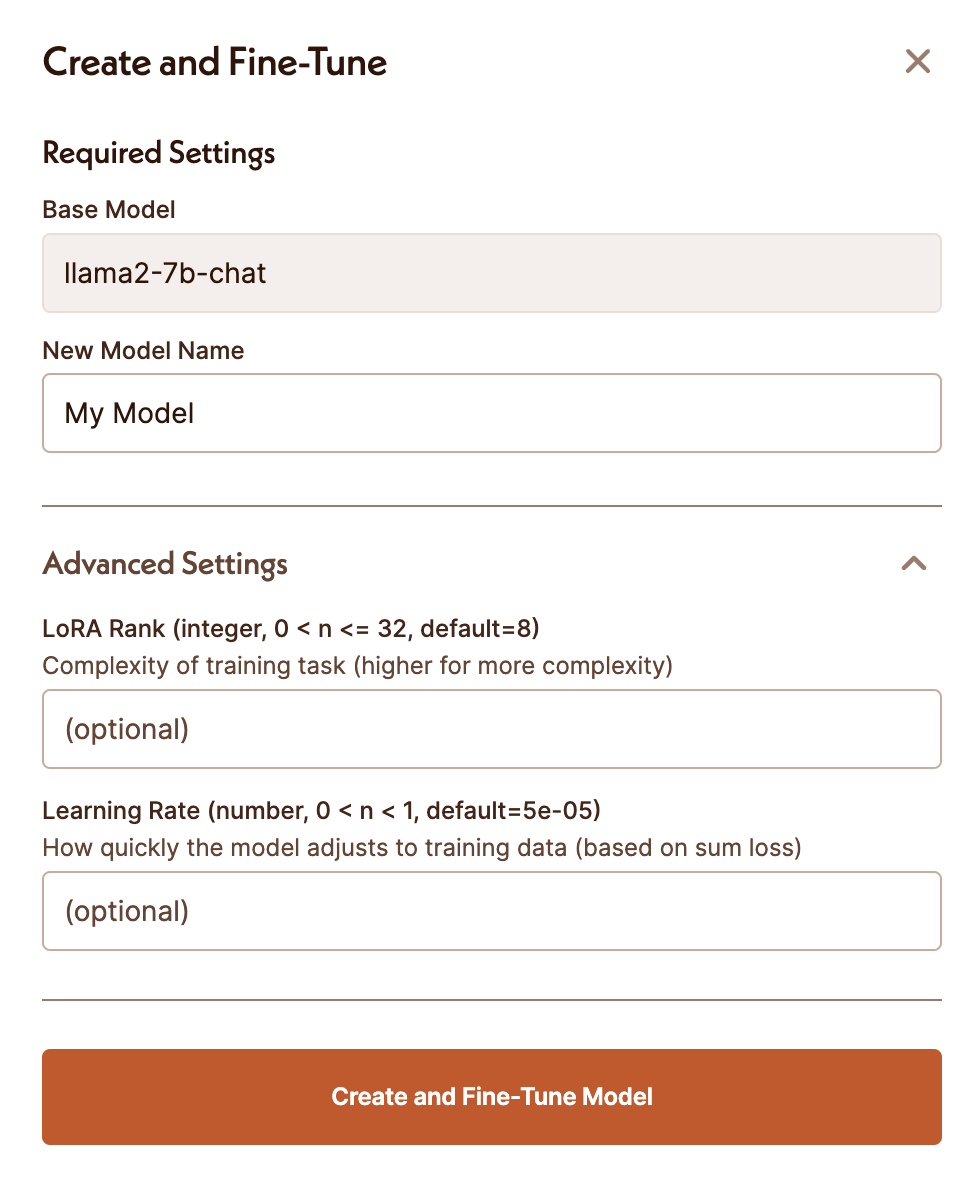 Create and Fine-Tune
Required Settings
Base Model
llama2-7b-chat
New Model Name
My Model
Advanced Settings
LoRA Rank (integer, 0 < n <= 32, default=8)
Complexity of training task (higher for more complexity)
(optional)
Learning Rate (number, 0 < n < 1, default=5e-05)
How quickly the model adjusts to training data (based on sum loss)
(optional)
Create and Fine-Tune Model